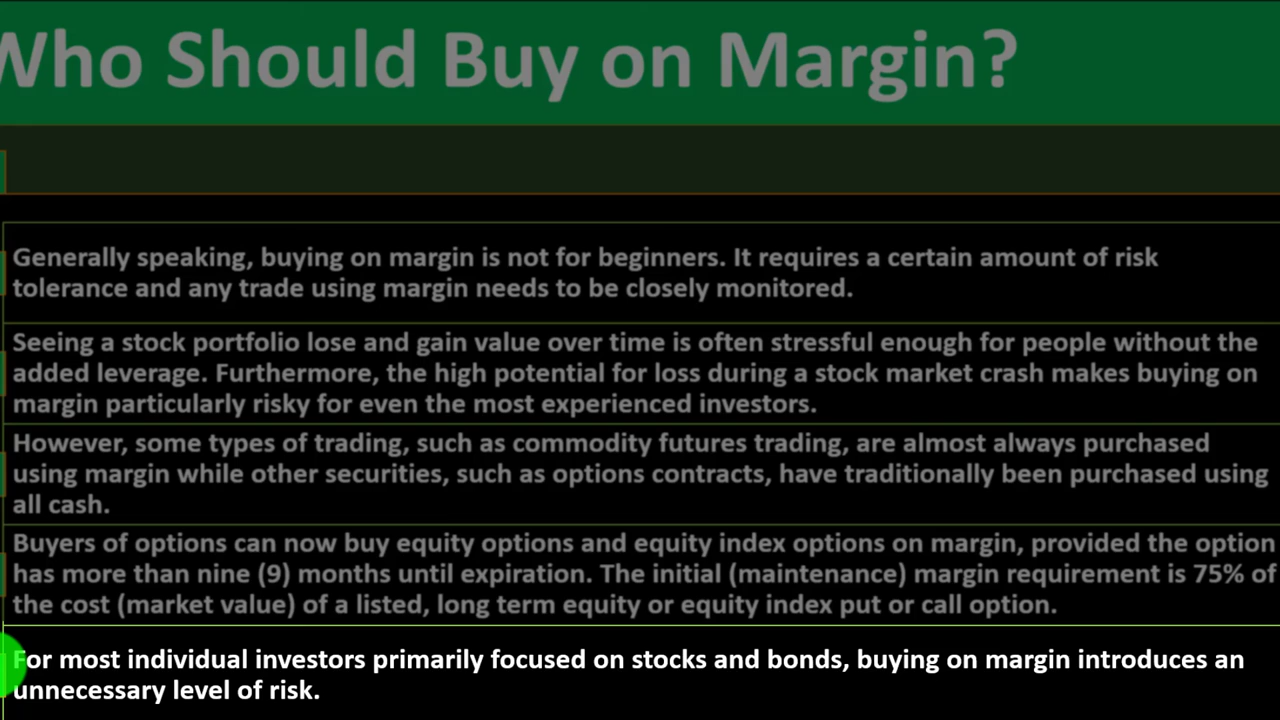 Who Should Buy on Margin?
Generally speaking, buying on margin is not for beginners. It requires a certain amount of risk
tolerance and any trade using margin needs to be closely monitored.
Seeing a stock portfolio lose and gain value over time is often stressful enough for people without the
added leverage. Furthermore, the high potential for loss during a stock market crash makes buying on
margin particularly risky for even the most experienced investors.
However, some types of trading, such as commodity futures trading, are almost always purchased
using margin while other securities, such as options contracts, have traditionally been purchased using
all cash.
Buyers of options can now buy equity options and equity index options on margin, provided the option
has more than nine (9) months until expiration. The initial (maintenance) margin requirement is 75% of
the cost (market value) of a listed, long term equity or equity index put or call option.
For most individual investors primarily focused on stocks and bonds, buying on margin introduces an
unnecessary level of risk.